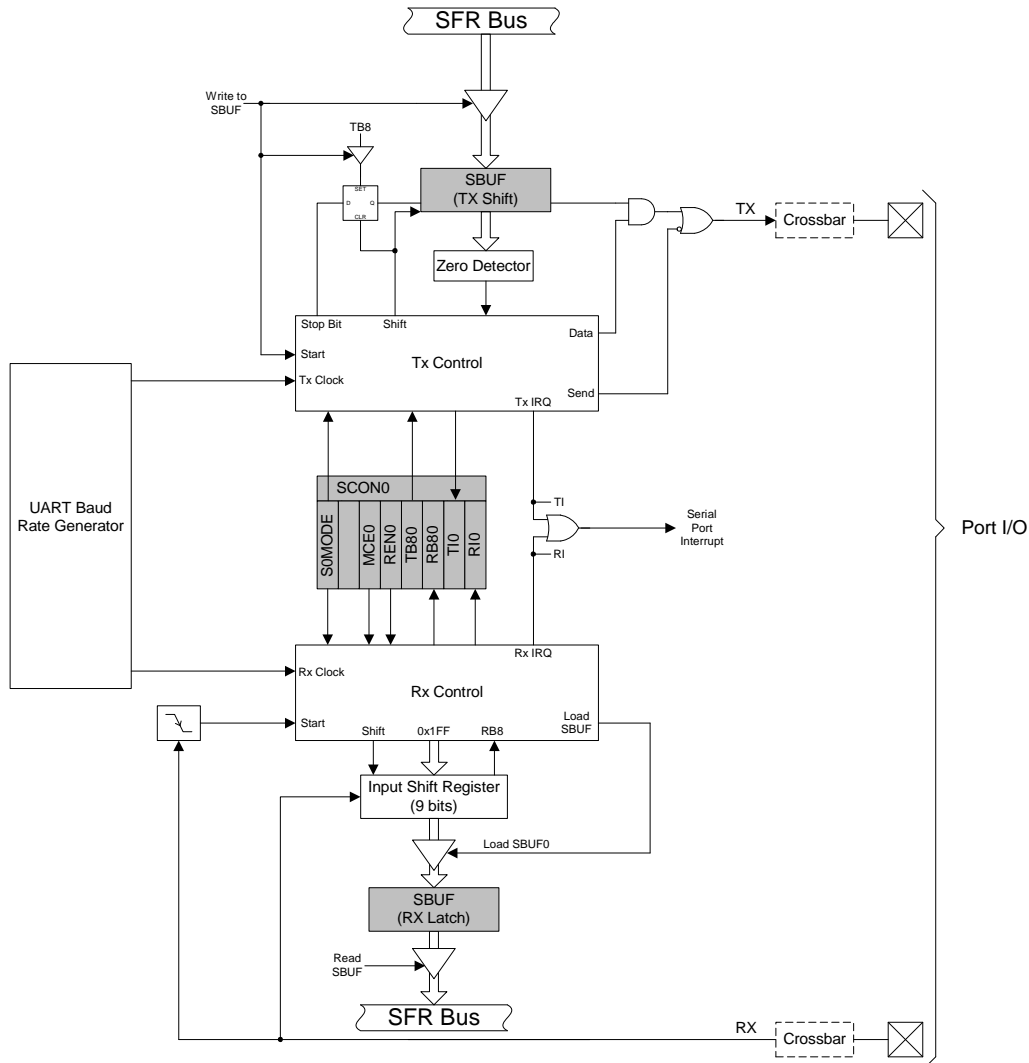 SFR Bus
Write to
SBUF
TB8
SET
D
Q
CLR
SBUF
(TX Shift)
TX
Crossbar
Zero Detector
Stop Bit
Shift
Data
Start
Tx Control
Tx Clock
Send
Tx IRQ
UART Baud
Rate Generator
SCON0
S0MODE
MCE0
REN0
TB80
RB80
TI0
RI0
TI
Serial
Port
Interrupt
RI
Port I/O
Rx IRQ
Rx Clock
Rx Control
Start
Load
SBUF
Shift
0x1FF
RB8
Input Shift Register
(9 bits)
Load SBUF0
SBUF
(RX Latch)
Read
SBUF
SFR Bus
RX
Crossbar